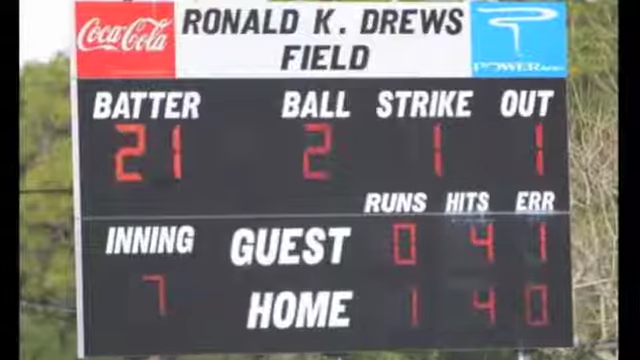 Coca-Cola
RONALD K. DREWS
FIELD
POWER
BATTER BALL STRIKE OUT
21 2 1 1
RUNS HITS ERR
INNING GUEST 0 4 1
7 HOME 1 4 0